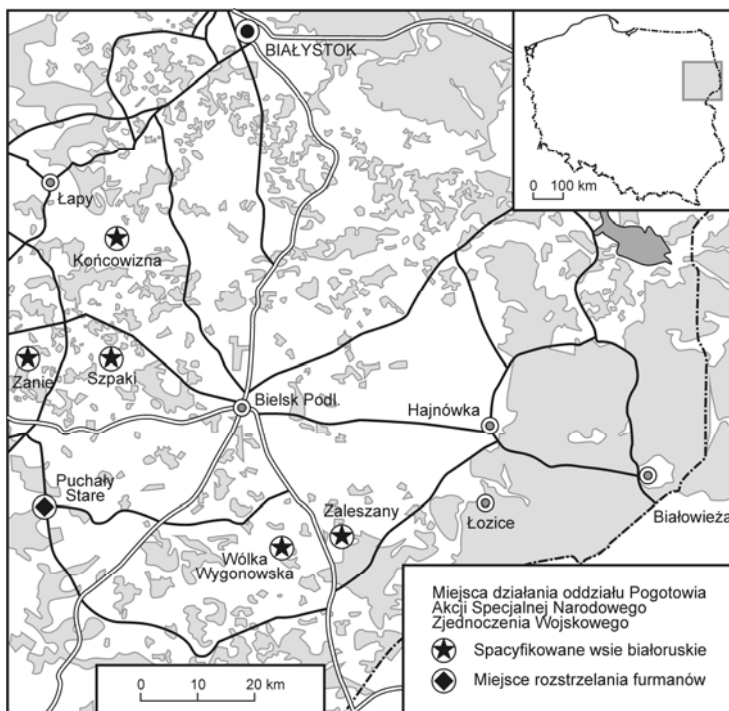 BIAŁYSTOK
0 100 km
Łapy
Końcowizna
Zanie
Szpaki
Bielsk Podl.
Hajnówka
Puchały
Stare
Zaleszany
Łozice
Białowieża
Wólka
Wygonowska
Miejsca działania oddziału Pogotowia
Akcji Specjalnej Narodowego
Zjednoczenia Wojskowego
Spacyfikowane wsie białoruskie
Miejsce rozstrzelania furmanów
0 10 20 km